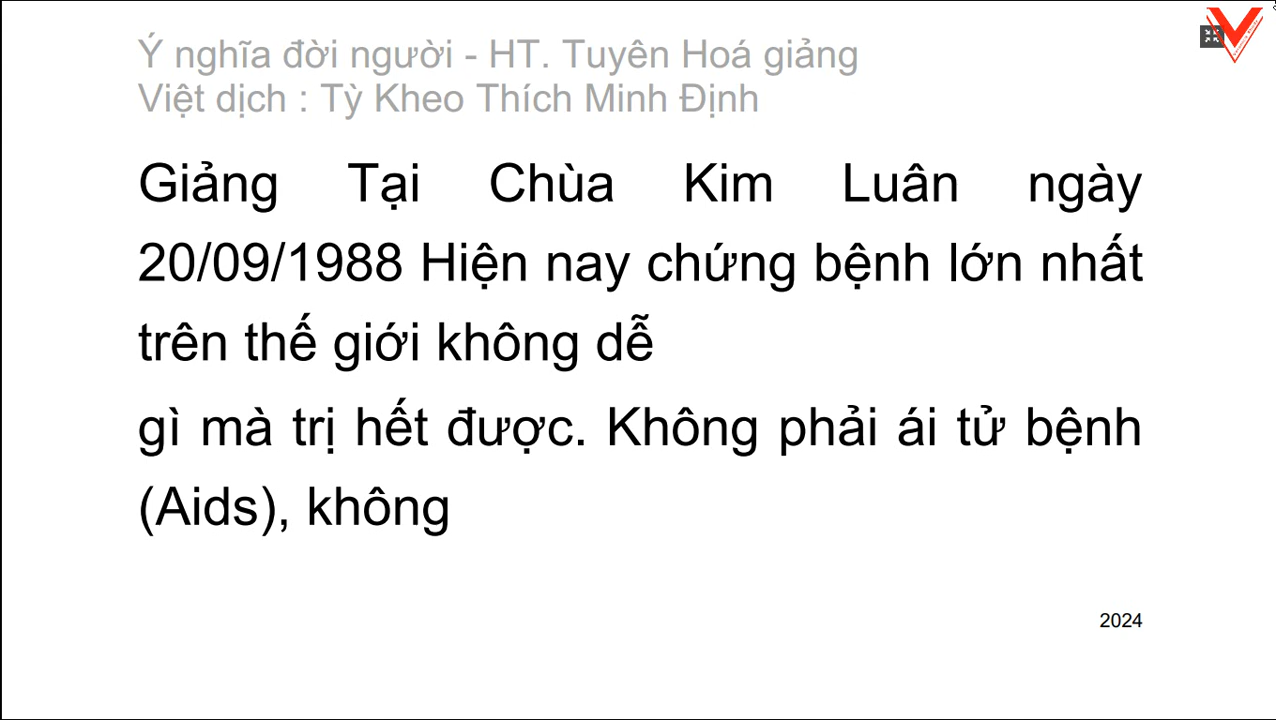 Ý nghĩa đời người - HT. Tuyên Hoá giảng
Việt dịch : Tỳ Kheo Thích Minh Định
Giảng Tại Chùa Kim Luân ngày
20/09/1988 Hiện nay chứng bệnh lớn nhất
trên thế giới không dễ
gì mà trị hết được. Không phải ái tử bệnh
(Aids), không
2024